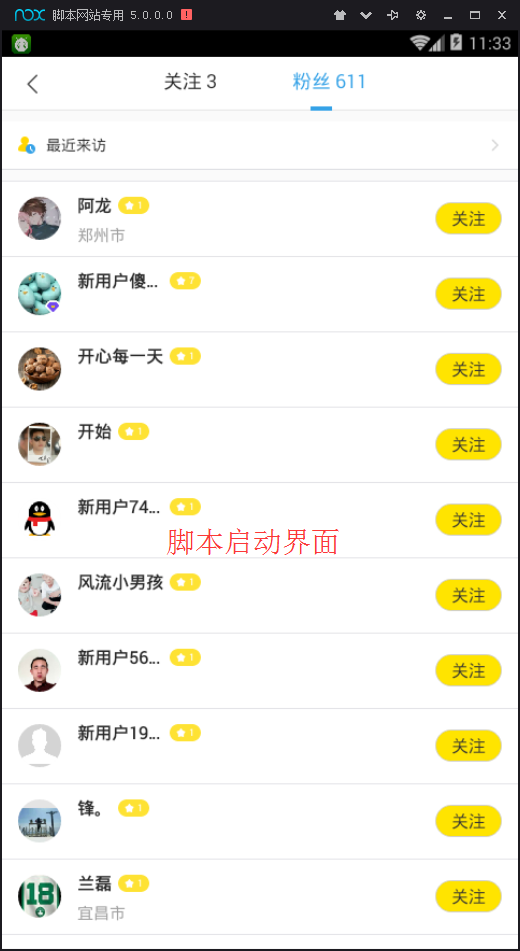 nox 脚本网站专用 5.0.0.0
11:33
关注 3 粉丝 611
最近来访
阿龙 1
郑州市
关注
新用户傻... 7
关注
开心每一天 1
关注
开始 1
关注
新用户74... 1
关注
脚本启动界面
风流小男孩 1
关注
新用户56... 1
关注
新用户19... 1
关注
锋。 1
关注
18
兰磊 1
宜昌市
关注